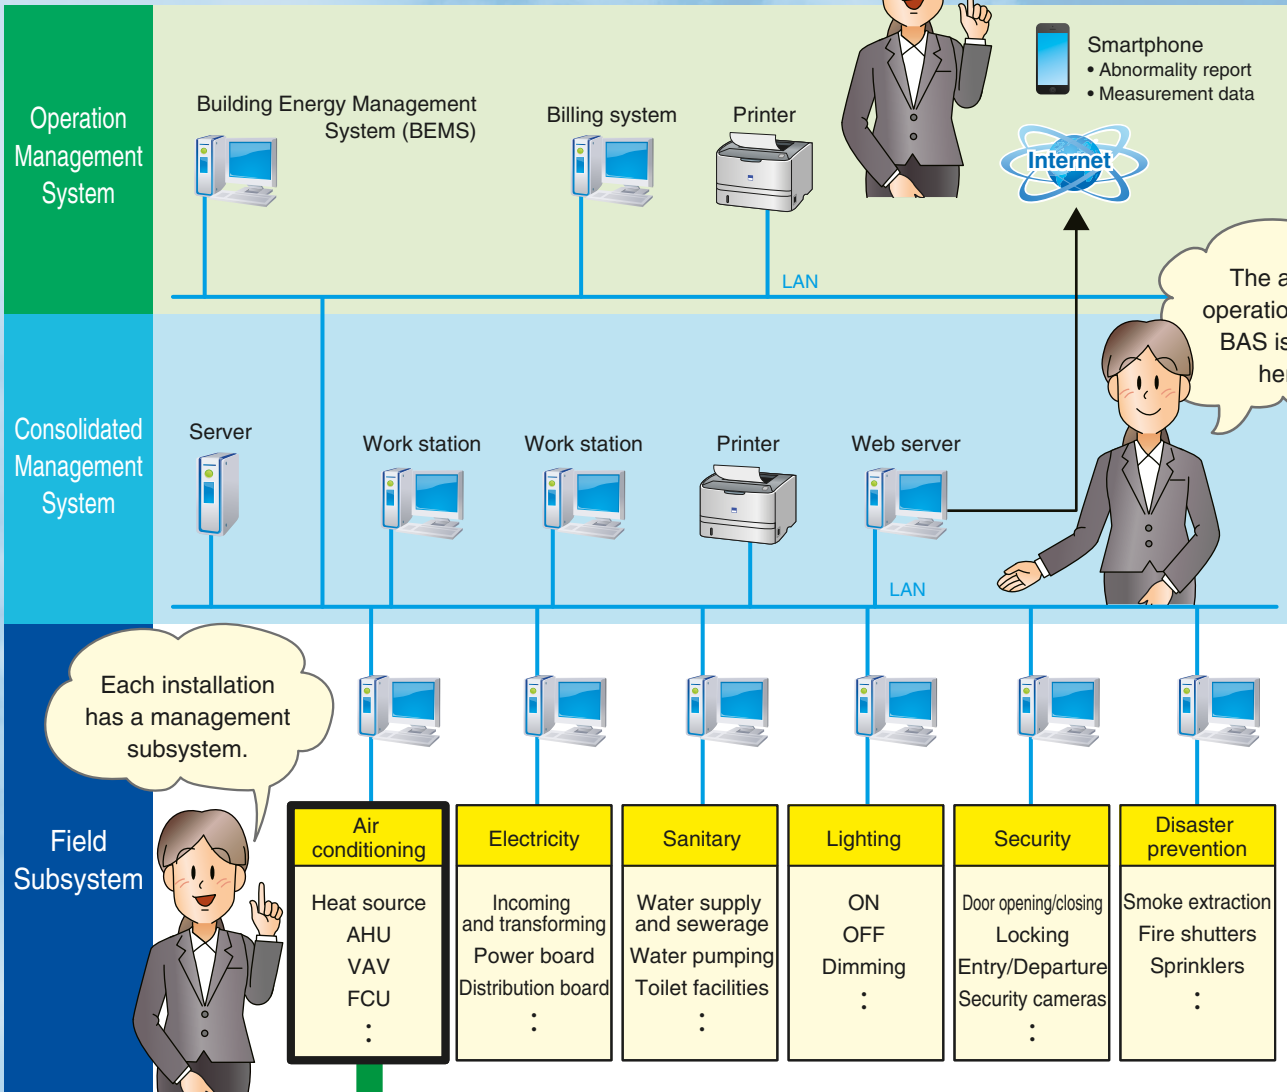 Smartphone
• Abnormality report
• Measurement data
Operation
Management
System
Building Energy Management
System (BEMS)
Billing system
Printer
Internet
LAN
The a
operatio
BAS is
he
Consolidated
Management
System
Server
Work station
Work station
Printer
Web server
LAN
Each installation
has a management
subsystem.
Field
Subsystem
Air
conditioning
Heat source
AHU
VAV
FCU
:
Electricity
Incoming
and transforming
Power board
Distribution board
:
Sanitary
Water supply
and sewerage
Water pumping
Toilet facilities
:
Lighting
ON
OFF
Dimming
:
Security
Door opening/closing
Locking
Entry/Departure
Security cameras
:
Disaster
prevention
Smoke extraction
Fire shutters
Sprinklers
: